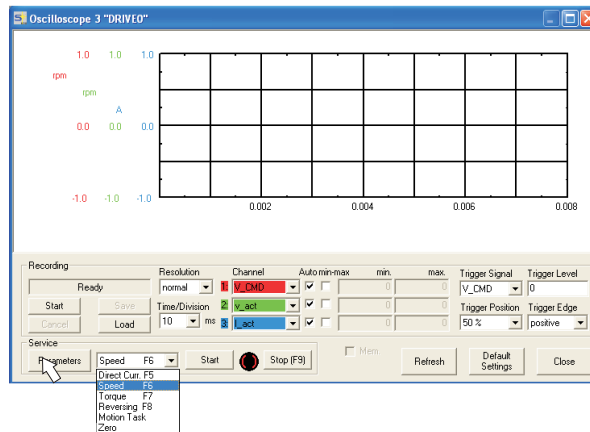 Oscilloscope 3 "DRIVE0"
1.0 1.0 1.0
rpm
rpm
A
0.0 0.0 0.0
-1.0 -1.0 -1.0
0.002 0.004 0.006 0.008
Recording
Resolution Channel Auto min-max min. max. Trigger Signal Trigger Level
Ready normal 1: V_CMD 0 0 V_CMD 0
Start Save Time/Division 2: v_act 0 0 Trigger Position Trigger Edge
Cancel Load 10 ms 3: I_act 0 0 50 % positive
Service
Parameters Speed F6 Start Stop (F9) Mem Refresh Default Settings Close
Direct Curr. F5
Speed F6
Torque F7
Reversing F8
Motion Task
Zero